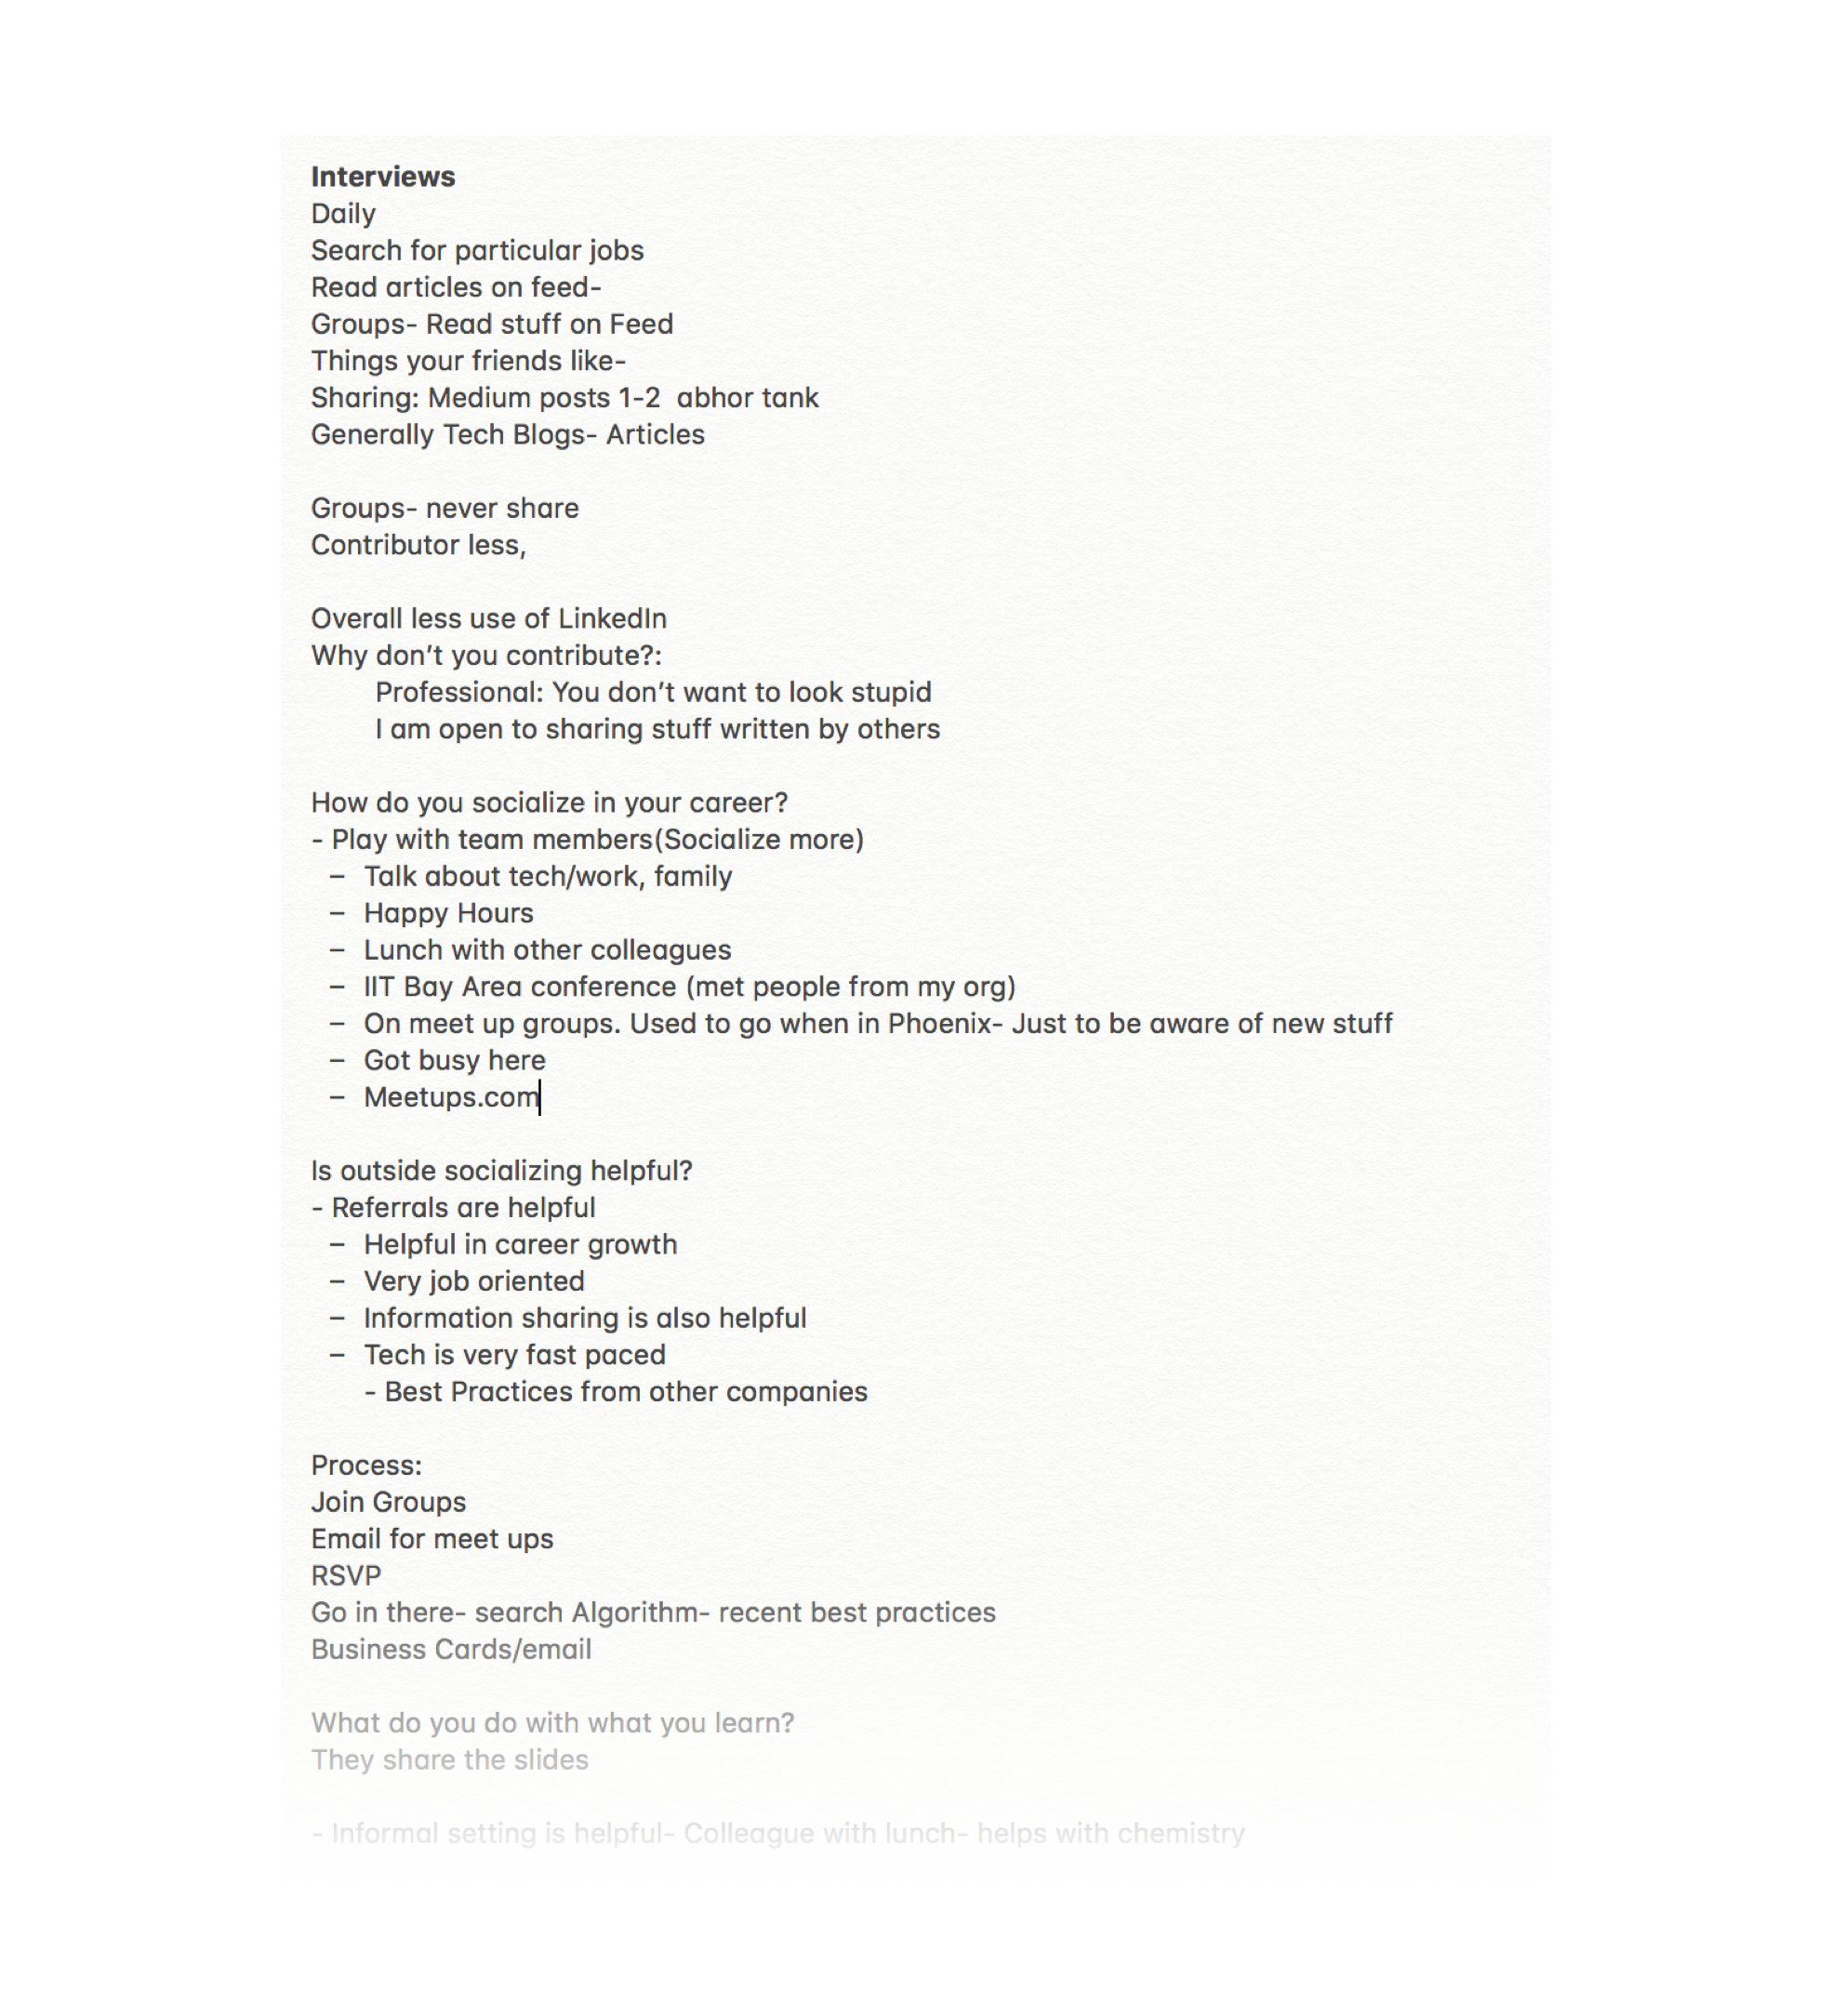 Interviews
Daily
Search for particular jobs
Read articles on feed-
Groups- Read stuff on Feed
Things your friends like-
Sharing: Medium posts 1-2  abhor tank
Generally Tech Blogs- Articles

Groups- never share
Contributor less,

Overall less use of LinkedIn
Why don’t you contribute?:
Professional: You don’t want to look stupid
I am open to sharing stuff written by others

How do you socialize in your career?
- Play with team members(Socialize more)
– Talk about tech/work, family
– Happy Hours
– Lunch with other colleagues
– IIT Bay Area conference (met people from my org)
– On meet up groups. Used to go when in Phoenix- Just to be aware of new stuff
– Got busy here
– Meetups.com

Is outside socializing helpful?
- Referrals are helpful
– Helpful in career growth
– Very job oriented
– Information sharing is also helpful
– Tech is very fast paced
- Best Practices from other companies

Process:
Join Groups
Email for meet ups
RSVP
Go in there- search Algorithm- recent best practices
Business Cards/email

What do you do with what you learn?
They share the slides

- Informal setting is helpful- Colleague with lunch- helps with chemistry